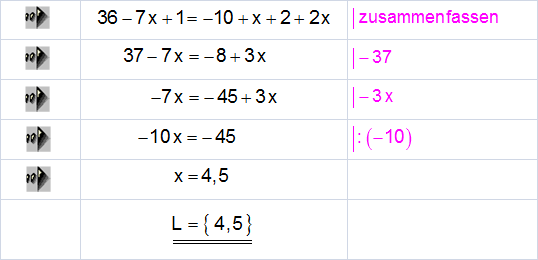 36 − 7x + 1 = −10 + x + 2 + 2x | zusammenfassen
37 − 7x = −8 + 3x | − 37
−7x = −45 + 3x | − 3x
−10x = −45 | : (−10)
x = 4,5
L = { 4,5 }